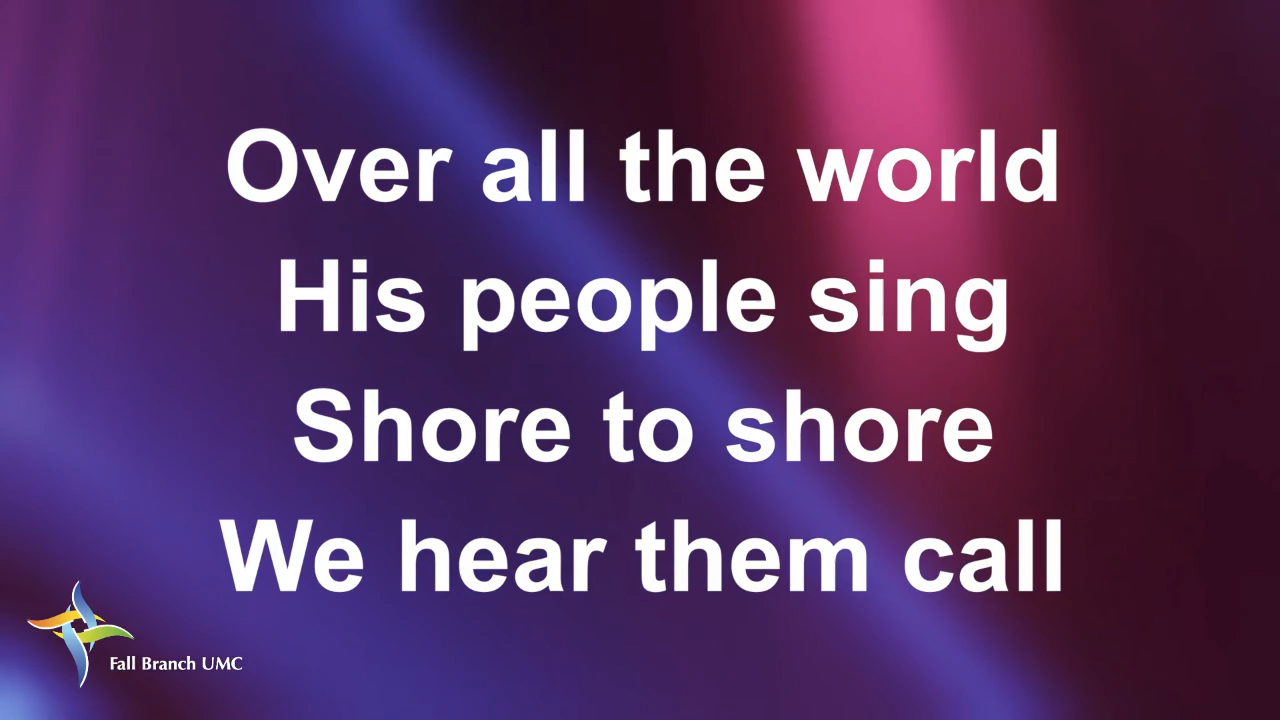 Over all the world
His people sing
Shore to shore
We hear them call
Fall Branch UMC